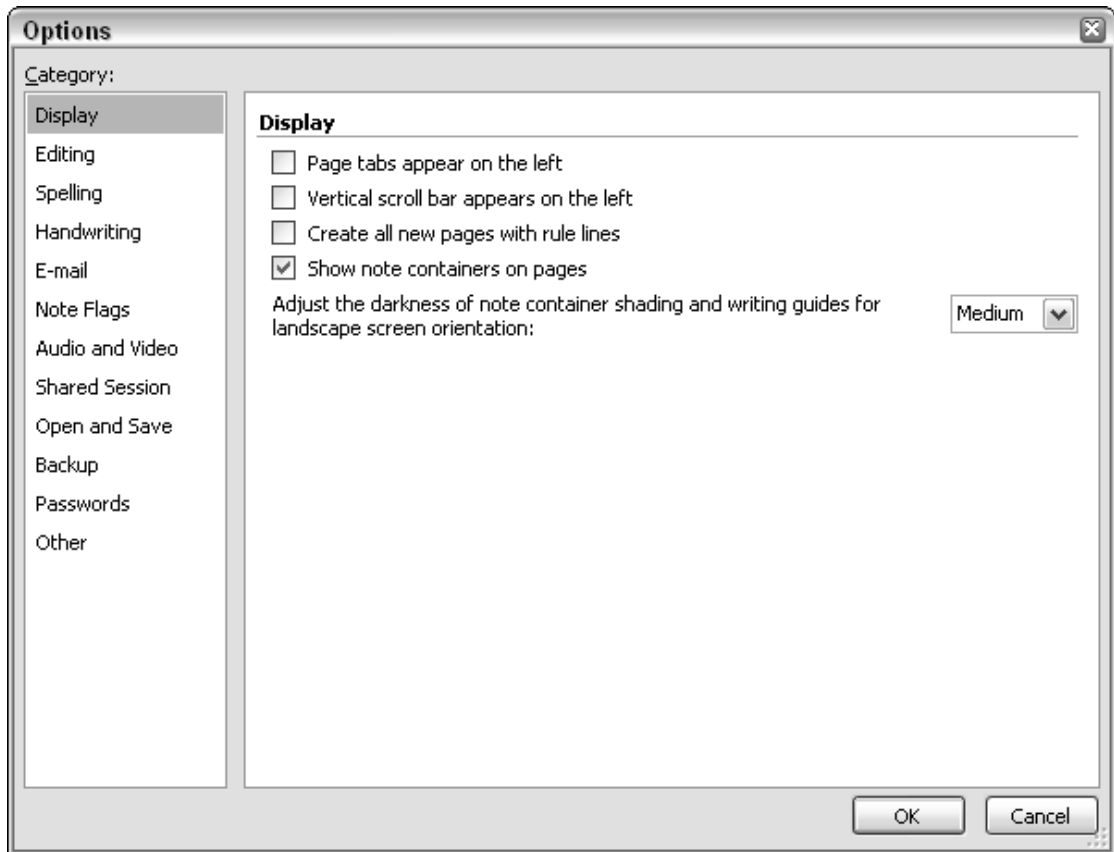 Options
Category:
Display
Editing
Spelling
Handwriting
E-mail
Note Flags
Audio and Video
Shared Session
Open and Save
Backup
Passwords
Other
Display
Page tabs appear on the left
Vertical scroll bar appears on the left
Create all new pages with rule lines
Show note containers on pages
Adjust the darkness of note container shading and writing guides for
landscape screen orientation:
Medium
OK
Cancel